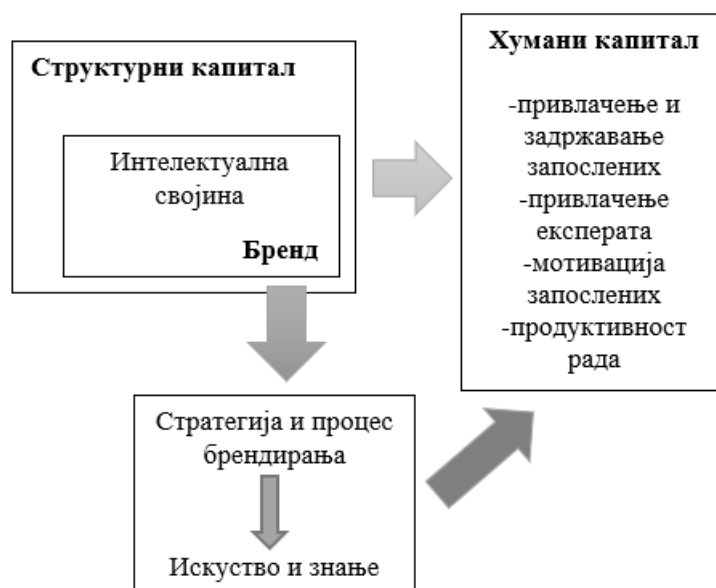 Структурни капитал
Интелектуална
својина
Бренд
Хумани капитал
-привлачење и
задржавање
запослених
-привлачење
експерата
-мотивација
запослених
-продуктивност
рада
Стратегија и процес
брендирања
Искуство и знање